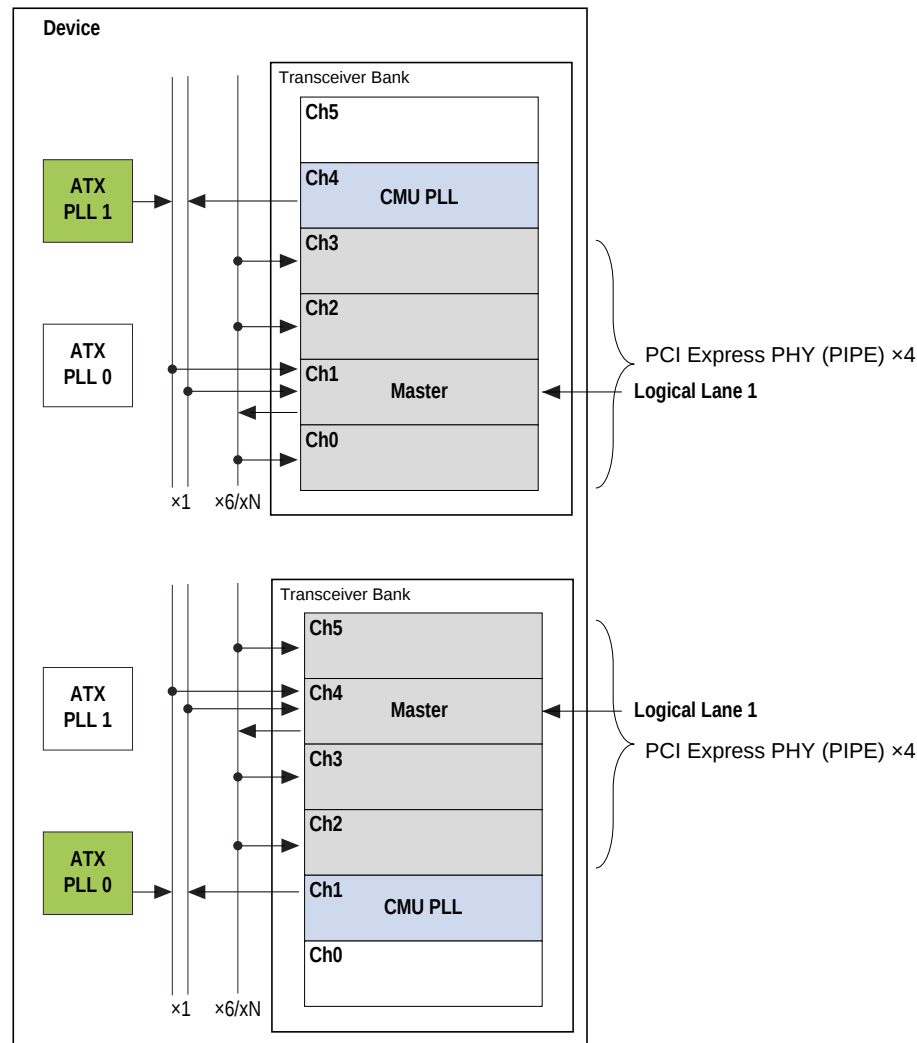 Device
Transceiver Bank
Ch5
ATX
PLL 1
Ch4
CMU PLL
Ch3
Ch2
ATX
PLL 0
PCI Express PHY (PIPE) ×4
Ch1
Master
Logical Lane 1
Ch0
×1
×6/xN
Transceiver Bank
Ch5
ATX
PLL 1
Ch4
Master
Logical Lane 1
PCI Express PHY (PIPE) ×4
Ch3
Ch2
ATX
PLL 0
Ch1
CMU PLL
Ch0
×1
×6/xN